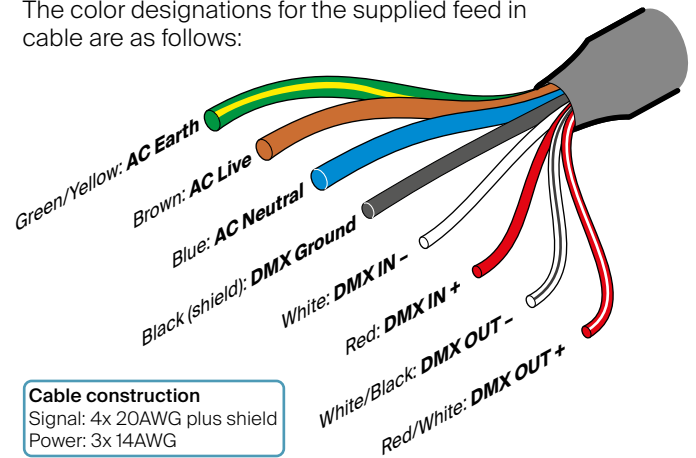 The color designations for the supplied feed in
cable are as follows:
Green/Yellow: AC Earth
Brown: AC Live
Blue: AC Neutral
Black (shield): DMX Ground
White: DMX IN –
Red: DMX IN +
White/Black: DMX OUT –
Red/White: DMX OUT +
Cable construction
Signal: 4x 20AWG plus shield
Power: 3x 14AWG